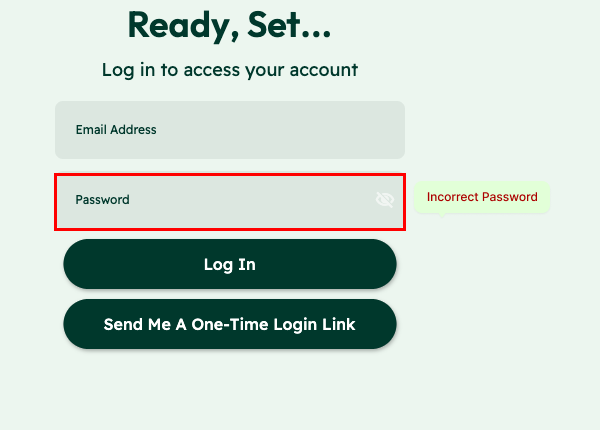 Ready, Set...
Log in to access your account
Email Address
Password
Incorrect Password
Log In
Send Me A One-Time Login Link